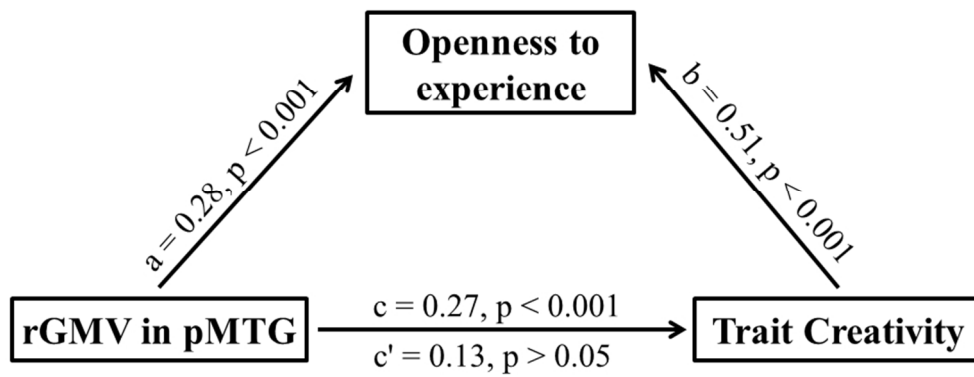 Openness to
experience
a = 0.28, p < 0.001
b = 0.51, p < 0.001
rGMV in pMTG
c = 0.27, p < 0.001
c' = 0.13, p > 0.05
Trait Creativity